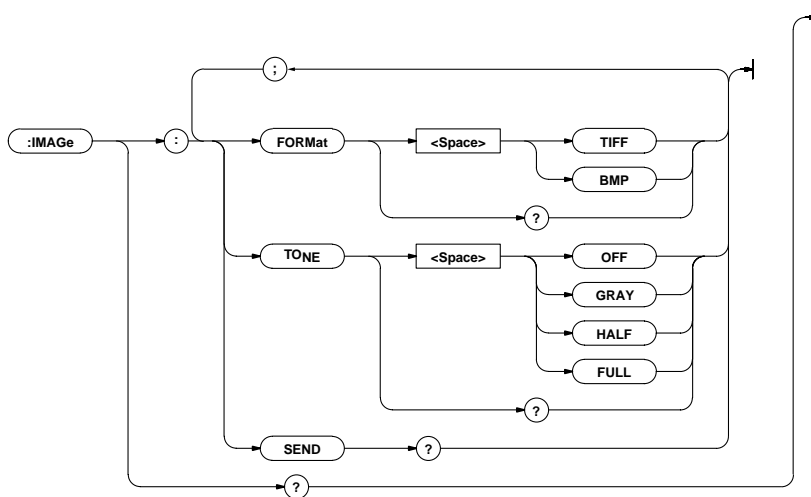 ;
:IMAGe : FORMat <Space> TIFF
BMP
?
TONE <Space> OFF
GRAY
HALF
FULL
?
SEND ?
?